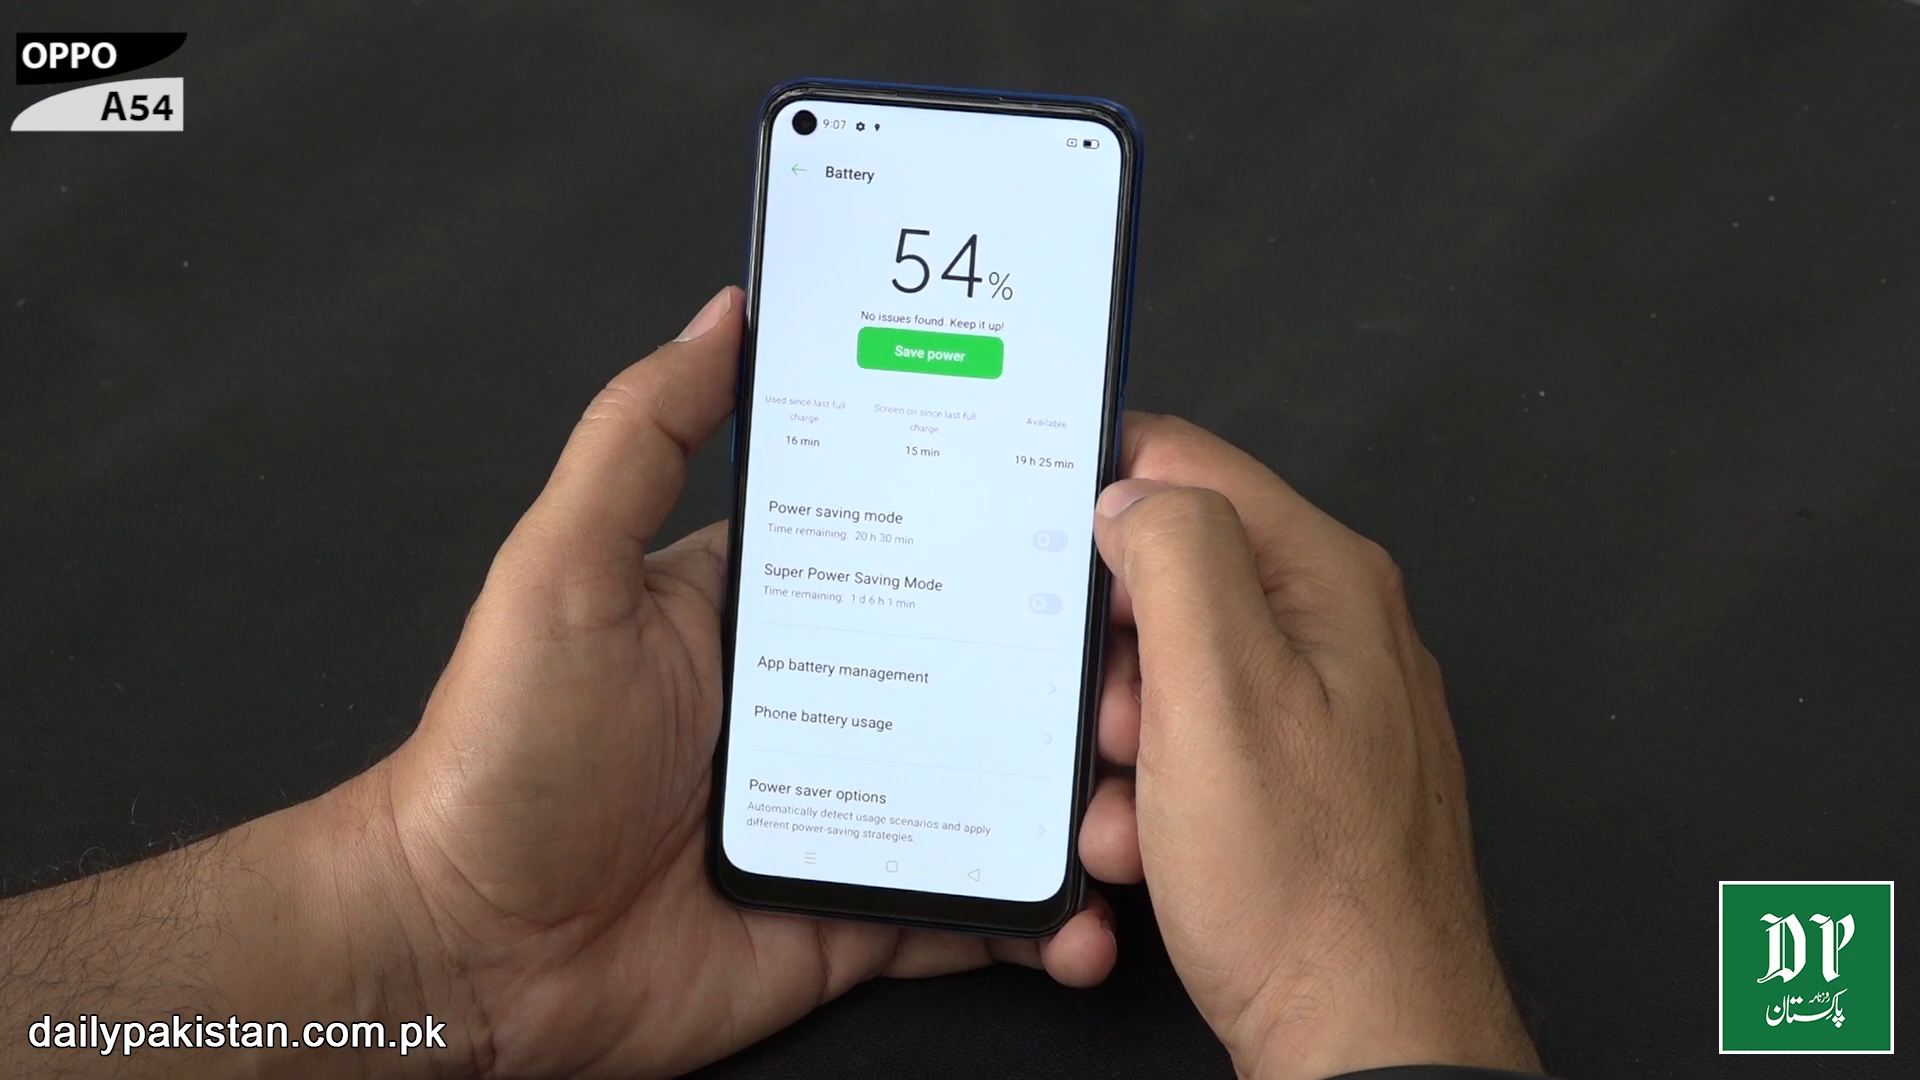 OPPO
A54
9:07
Battery
54%
No issues found. Keep it up!
Save power
Used since last full
charge
16 min
Screen on since last full
charge
15 min
Available
19 h 25 min
Power saving mode
Time remaining: 20 h 30 min
Super Power Saving Mode
Time remaining: 1 d 6 h 1 min
App battery management
Phone battery usage
Power saver options
Automatically detect usage scenarios and apply
different power-saving strategies.
dailypakistan.com.pk
DP
روزنامہ
پاکستان